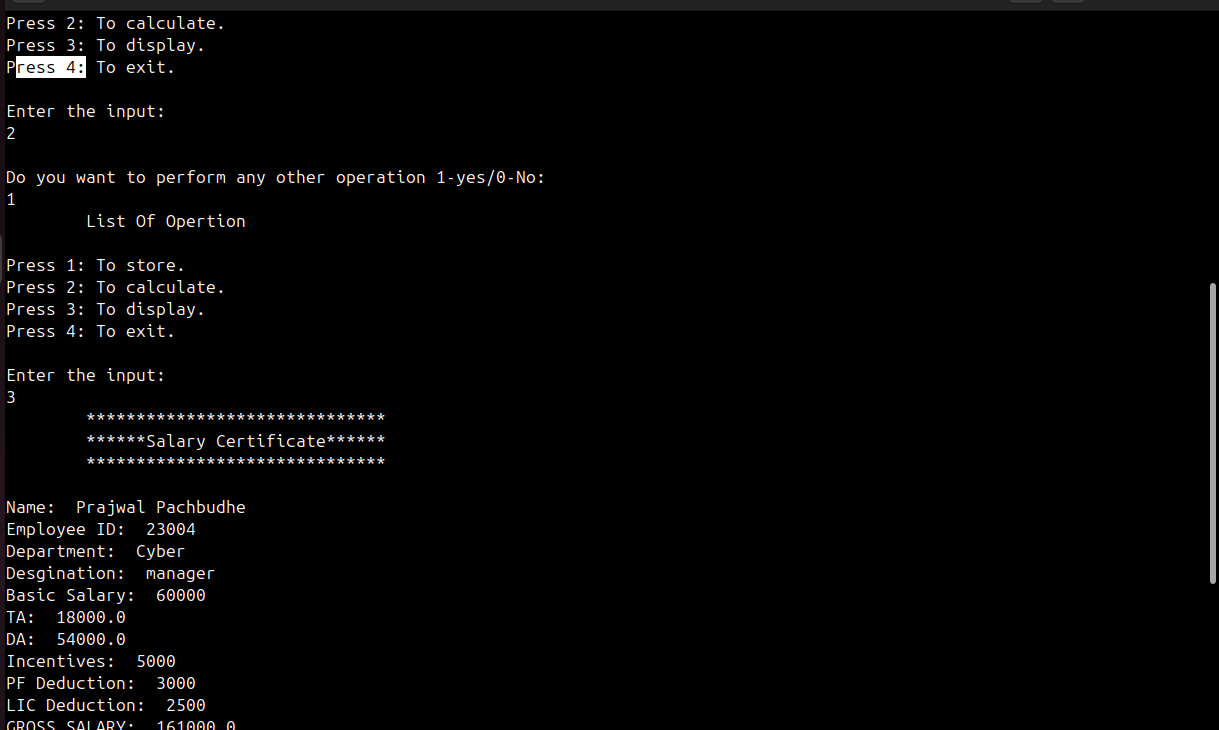 Press 2: To calculate.
Press 3: To display.
Press 4: To exit.
Enter the input:
2
Do you want to perform any other operation 1-yes/0-No:
1
List Of Opertion
Press 1: To store.
Press 2: To calculate.
Press 3: To display.
Press 4: To exit.
Enter the input:
3
******************************
******Salary Certificate******
******************************
Name:  Prajwal Pachbudhe
Employee ID:  23004
Department:  Cyber
Desgination:  manager
Basic Salary:  60000
TA:  18000.0
DA:  54000.0
Incentives:  5000
PF Deduction:  3000
LIC Deduction:  2500
GROSS SALARY:  161000.0